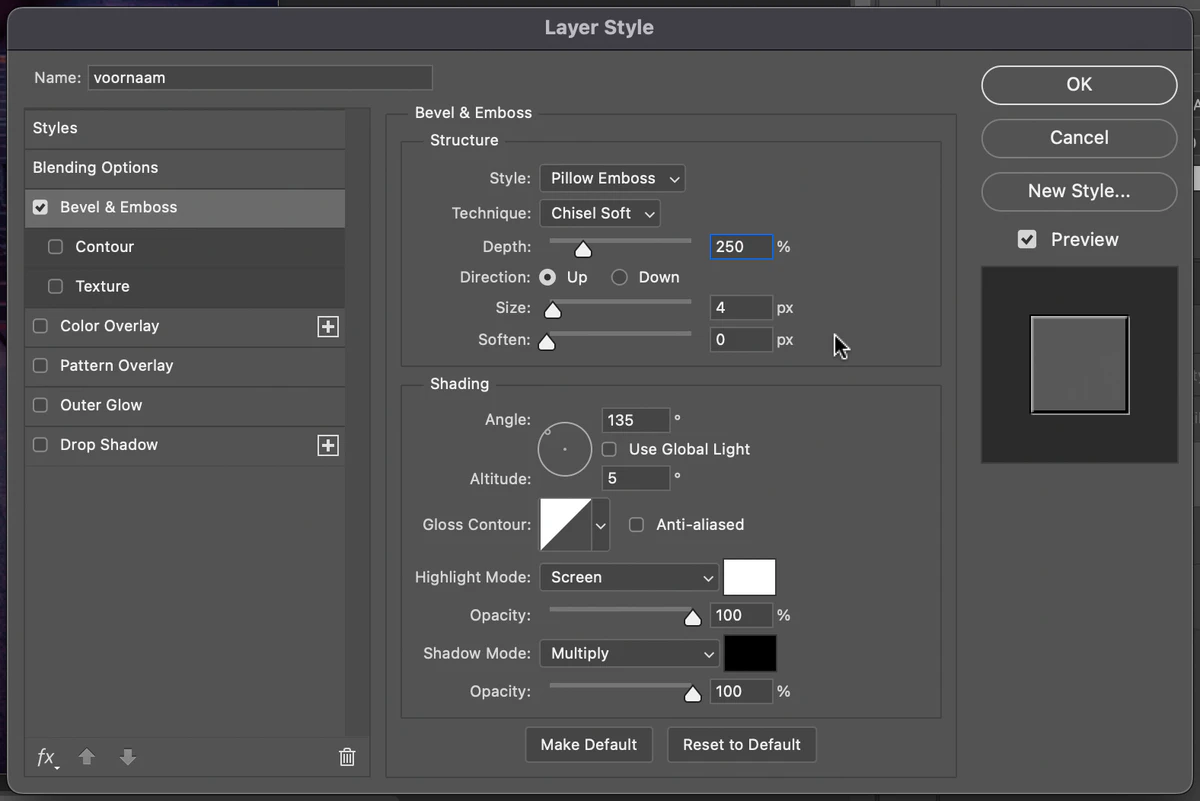 Layer Style
Name: voornaam
Styles
Blending Options
Bevel & Emboss
Contour
Texture
Color Overlay
Pattern Overlay
Outer Glow
Drop Shadow
fx
Bevel & Emboss
Structure
Style: Pillow Emboss
Technique: Chisel Soft
Depth: 250 %
Direction: Up Down
Size: 4 px
Soften: 0 px
Shading
Angle: 135 °
Use Global Light
Altitude: 5 °
Gloss Contour: Anti-aliased
Highlight Mode: Screen
Opacity: 100 %
Shadow Mode: Multiply
Opacity: 100 %
Make Default Reset to Default
OK
Cancel
New Style...
Preview